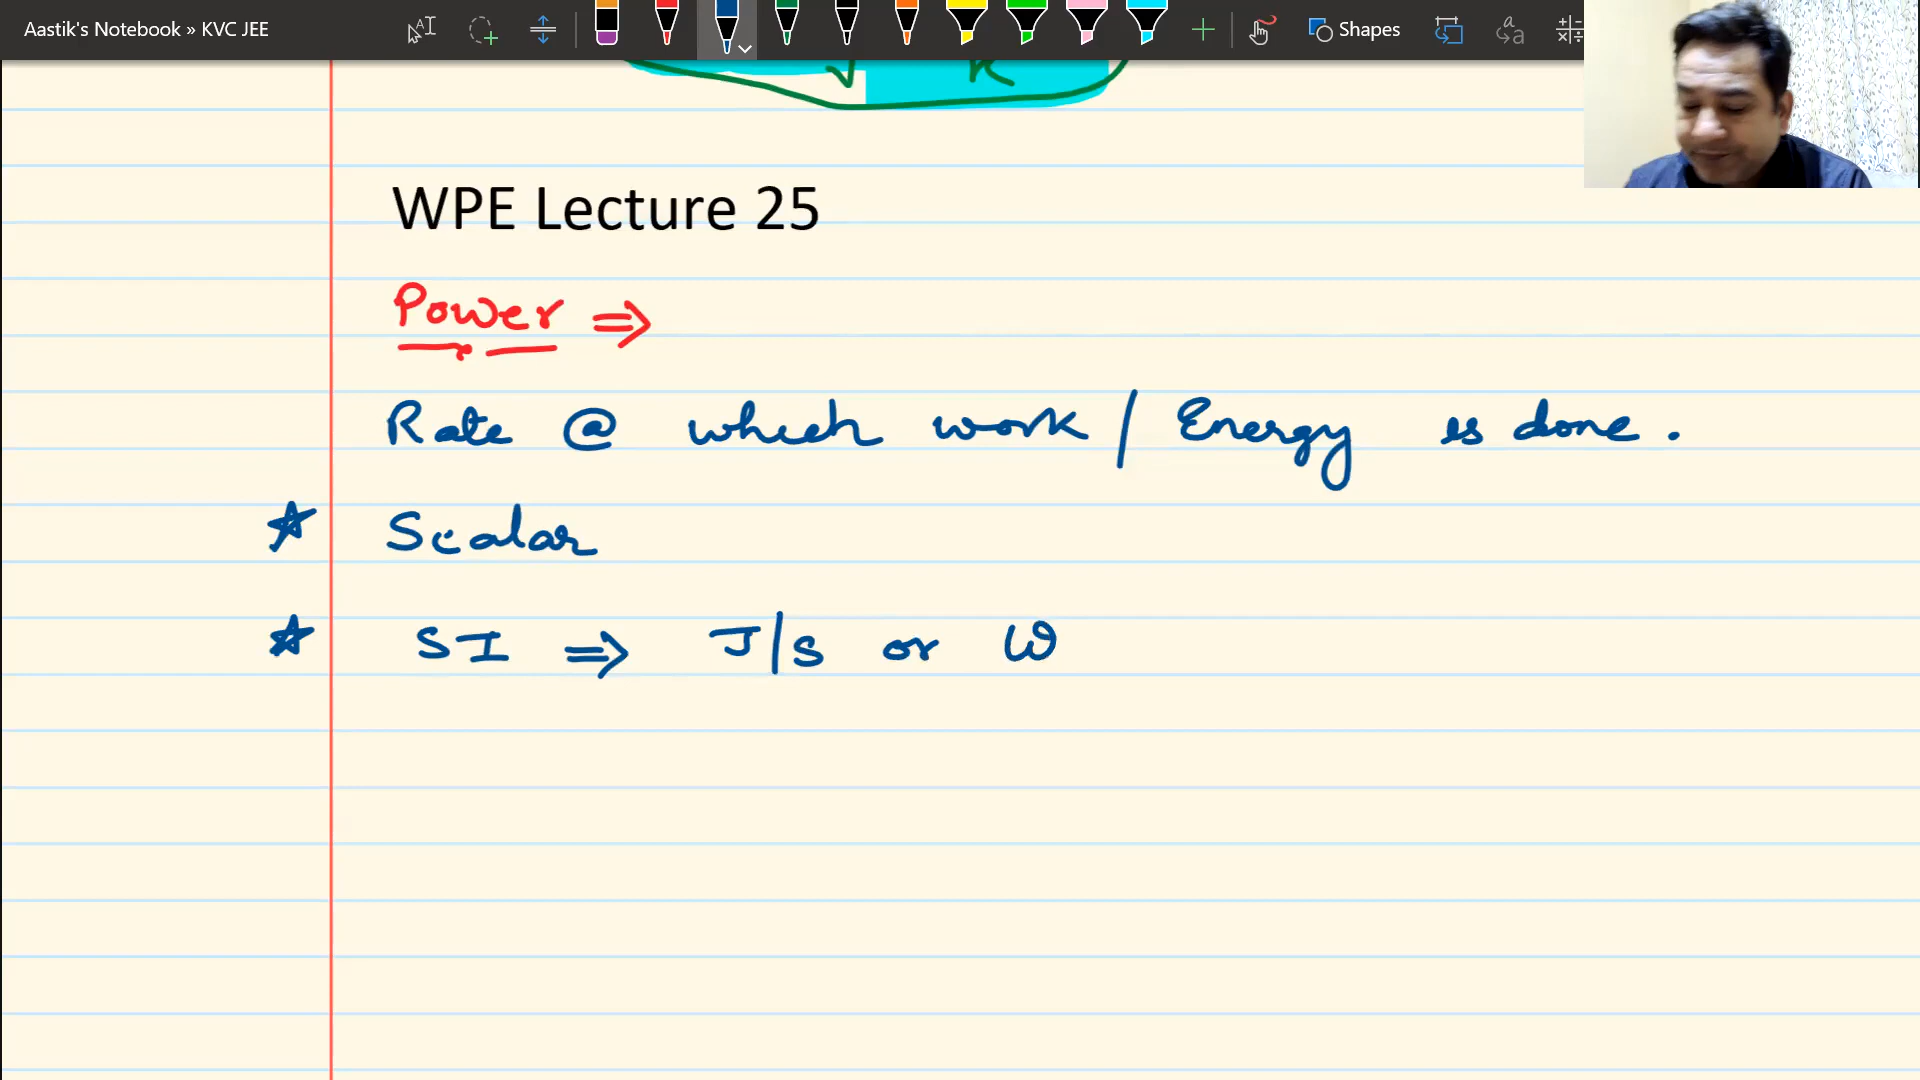 Aastik's Notebook » KVC JEE
Shapes
K
WPE Lecture 25
Power ⇒
Rate @ which work / Energy is done.
☆ Scalar
☆ SI ⇒ J/s or W